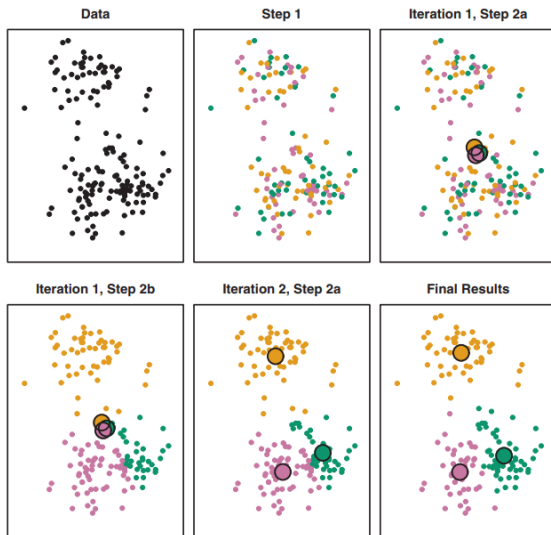 Data
Step 1
Iteration 1, Step 2a
Iteration 1, Step 2b
Iteration 2, Step 2a
Final Results